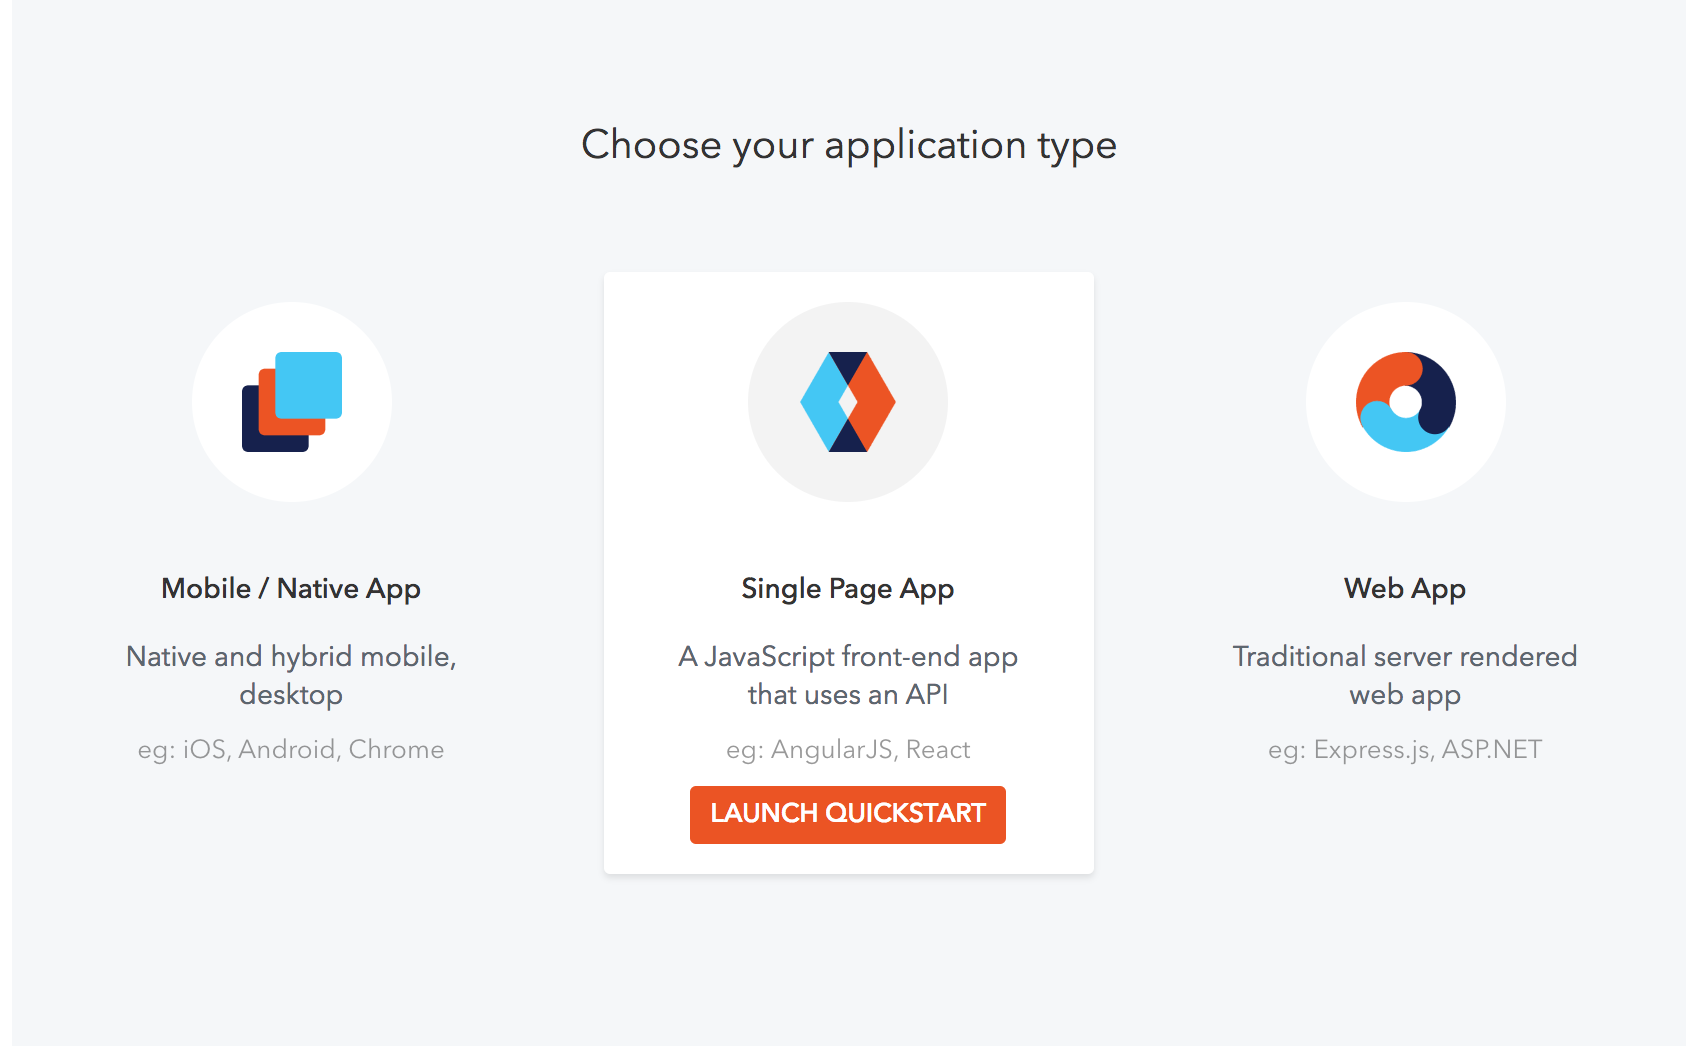 Choose your application type
Mobile / Native App
Native and hybrid mobile,
desktop
eg: iOS, Android, Chrome
Single Page App
A JavaScript front-end app
that uses an API
eg: AngularJS, React
LAUNCH QUICKSTART
Web App
Traditional server rendered
web app
eg: Express.js, ASP.NET